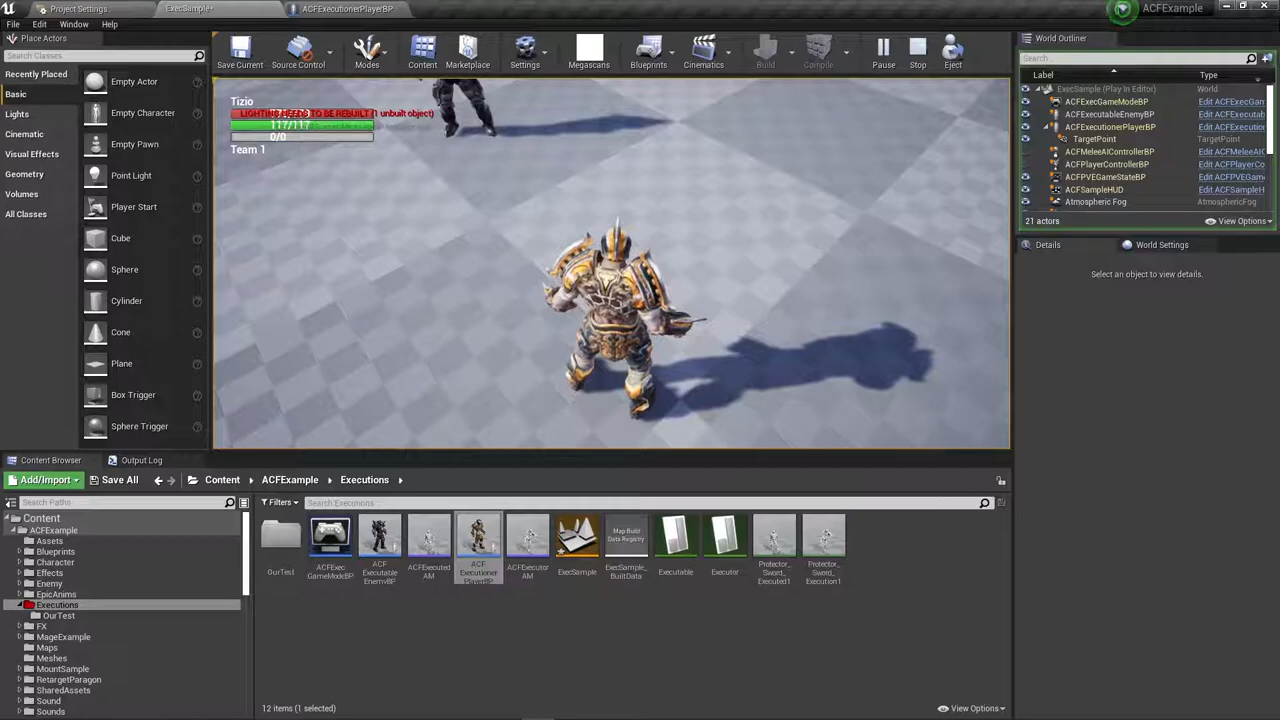 Project Settings
ExecSample*
ACFExecutionerPlayerBP
ACFExample
File Edit Window Help
Place Actors
Search Classes
Recently Placed
Basic
Lights
Cinematic
Visual Effects
Geometry
Volumes
All Classes
Empty Actor
Empty Character
Empty Pawn
Point Light
Player Start
Cube
Sphere
Cylinder
Cone
Plane
Box Trigger
Sphere Trigger
Save Current
Source Control
Modes
Content
Marketplace
Settings
Megascans
Blueprints
Cinematics
Build
Compile
Pause
Stop
Eject
Tizio
LIGHTING NEEDS TO BE REBUILT (1 unbuilt object)
117/117
0/0
Team 1
World Outliner
Search...
Label Type
ExecSample (Play In Editor) World
ACFExecGameModeBP Edit ACFExecGan
ACFExecutableEnemyBP Edit ACFExecutab
ACFExecutionerPlayerBP Edit ACFExecution
TargetPoint TargetPoint
ACFMeleeAIControllerBP Edit ACFMeleeAIC
ACFPlayerControllerBP Edit ACFPlayerCo
ACFPVEGameStateBP Edit ACFPVEGam
ACFSampleHUD Edit ACFSampleH
Atmospheric Fog AtmosphericFog
21 actors
View Options
Details
World Settings
Select an object to view details.
Content Browser
Output Log
Add/Import
Save All
Content
ACFExample
Executions
Search Paths
Filters
Search Executions
Content
ACFExample
Assets
Blueprints
Character
Effects
Enemy
EpicAnims
Executions
OurTest
FX
MageExample
Maps
Meshes
MountSample
RetargetParagon
SharedAssets
Sound
Sounds
OurTest
ACFExec
GameModeBP
ACF
Executable
EnemyBP
ACFExecuted
AM
ACF
Executioner
PlayerBP
ACFExecutor
AM
ExecSample
Map Build
Data Registry
ExecSample_
BuiltData
Executable
Executor
Protector_
Sword_
Executed1
Protector_
Sword_
Execution1
12 items (1 selected)
View Options